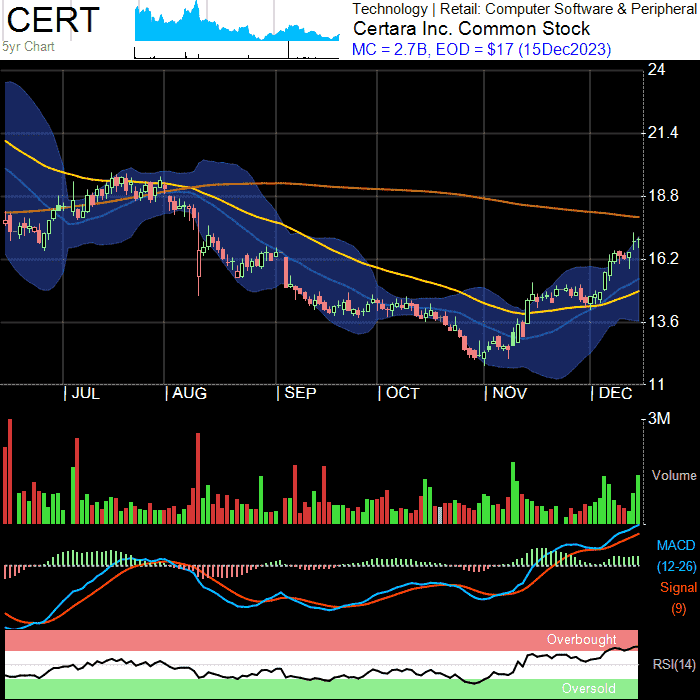 CERT
5yr Chart
Technology | Retail: Computer Software & Peripheral
Certara Inc. Common Stock
MC = 2.7B, EOD = $17 (15Dec2023)
24
21.4
18.8
16.2
13.6
11
| JUL | AUG | SEP | OCT | NOV | DEC
3M
Volume
MACD
(12-26)
Signal
(9)
Overbought
RSI(14)
Oversold